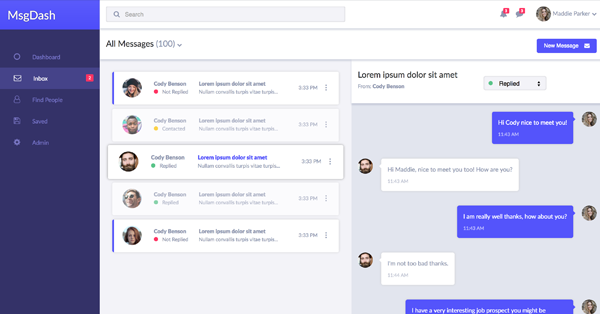 MsgDash
Search
2
3
Maddie Parker
Dashboard
Inbox
2
Find People
Saved
Admin
All Messages (100)
New Message
Cody Benson
Not Replied
Lorem ipsum dolor sit amet
Nullam convallis turpis vitae turpis...
3:33 PM
Cody Benson
Contacted
Lorem ipsum dolor sit amet
Nullam convallis turpis vitae turpis...
3:33 PM
Cody Benson
Replied
Lorem ipsum dolor sit amet
Nullam convallis turpis vitae turpis...
3:33 PM
Cody Benson
Replied
Lorem ipsum dolor sit amet
Nullam convallis turpis vitae turpis...
3:33 PM
Cody Benson
Not Replied
Lorem ipsum dolor sit amet
Nullam convallis turpis vitae turpis...
3:33 PM
Lorem ipsum dolor sit amet
From: Cody Benson
Replied
Hi Cody nice to meet you!
11:43 AM
Hi Maddie, nice to meet you too! How are you?
11:43 AM
I am really well thanks, how about you?
11:43 AM
I'm not too bad thanks.
11:44 AM
I have a very interesting job prospect you might be